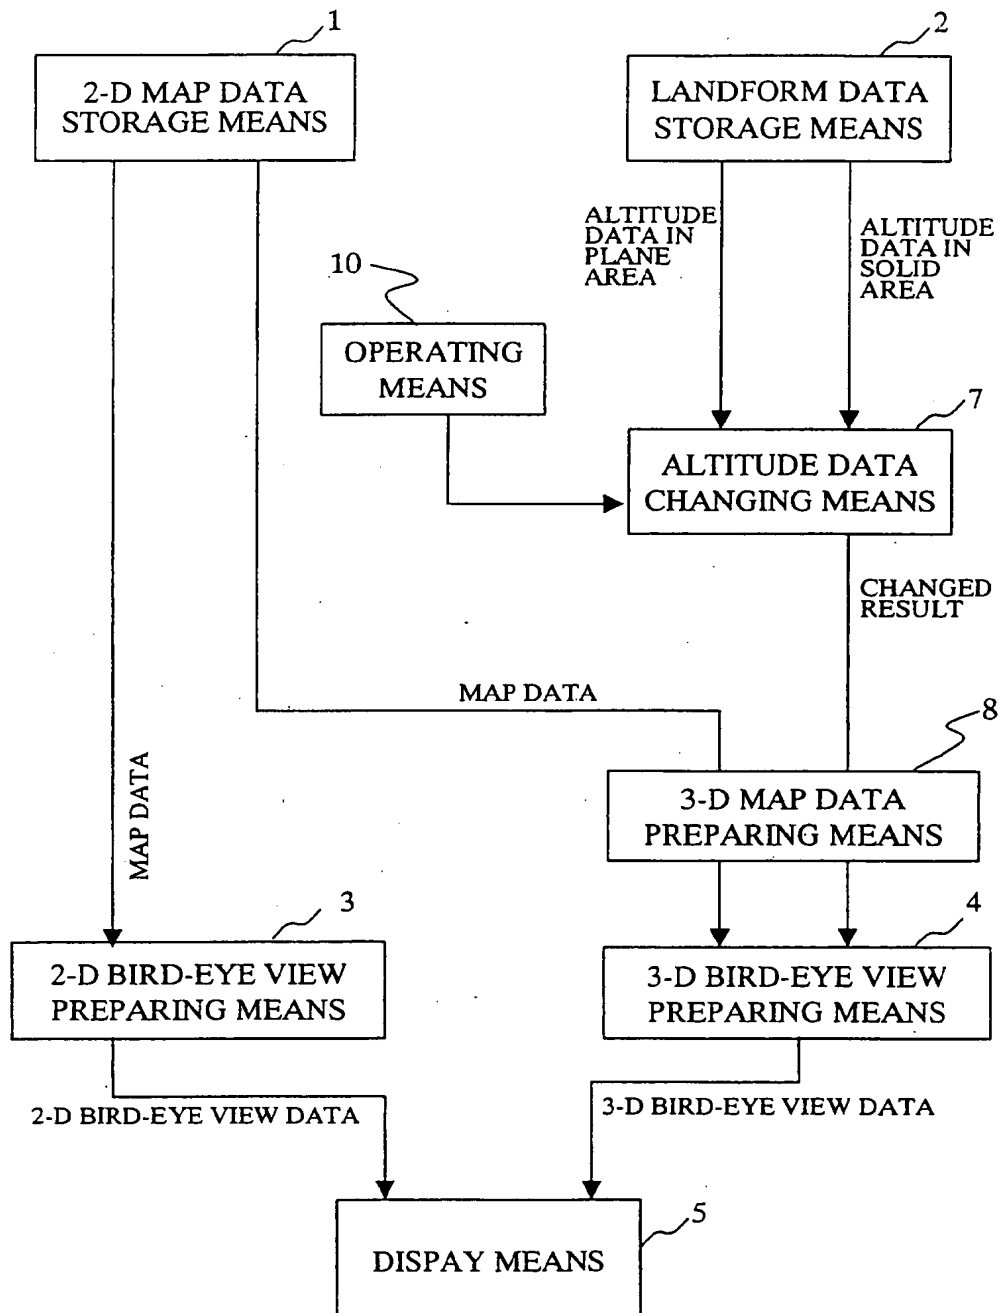 1
2-D MAP DATA
STORAGE MEANS
2
LANDFORM DATA
STORAGE MEANS
ALTITUDE
DATA IN
PLANE
AREA
ALTITUDE
DATA IN
SOLID
AREA
10
OPERATING
MEANS
7
ALTITUDE DATA
CHANGING MEANS
CHANGED
RESULT
MAP DATA
MAP DATA
8
3-D MAP DATA
PREPARING MEANS
3
2-D BIRD-EYE VIEW
PREPARING MEANS
4
3-D BIRD-EYE VIEW
PREPARING MEANS
2-D BIRD-EYE VIEW DATA
3-D BIRD-EYE VIEW DATA
5
DISPAY MEANS